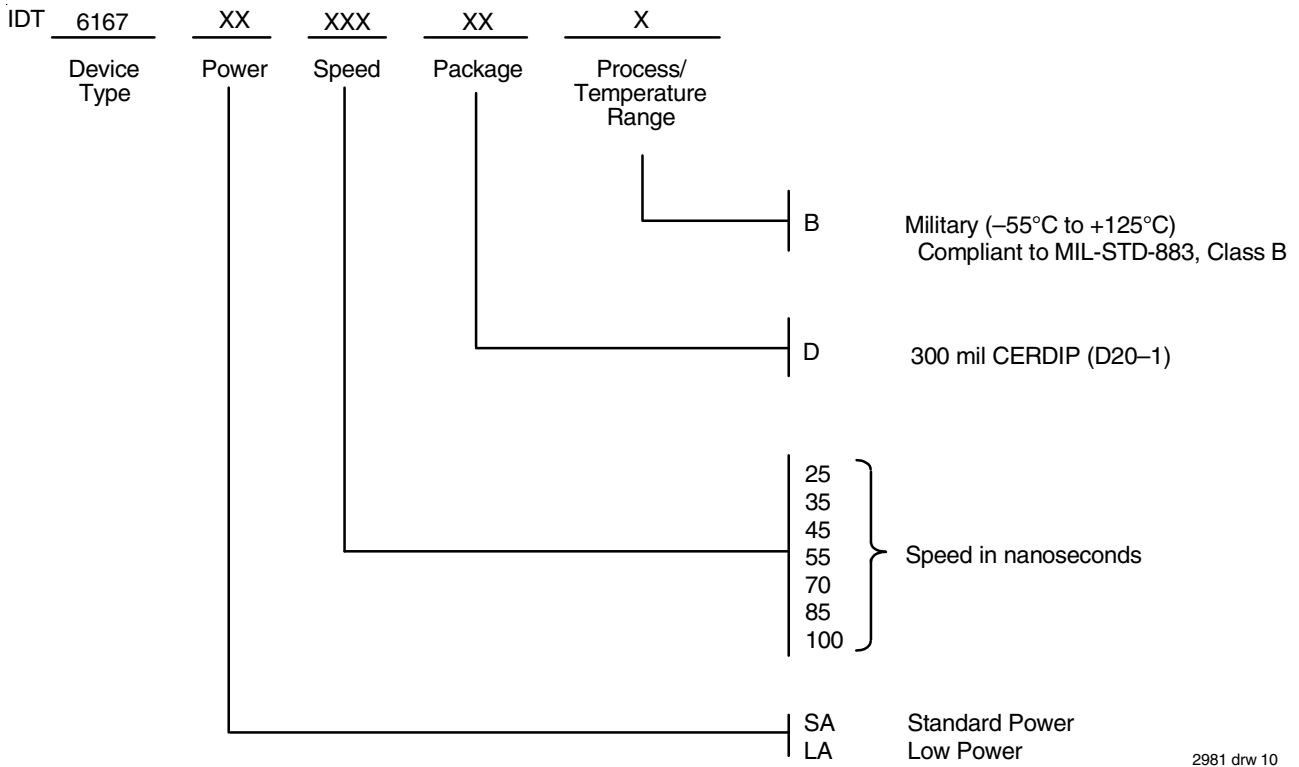 IDT 6167 XX XXX XX X
Device Type
Power
Speed
Package
Process/
Temperature
Range
B
Military (–55°C to +125°C)
Compliant to MIL-STD-883, Class B
D
300 mil CERDIP (D20–1)
25
35
45
55
70
85
100
Speed in nanoseconds
SA Standard Power
LA Low Power
2981 drw 10